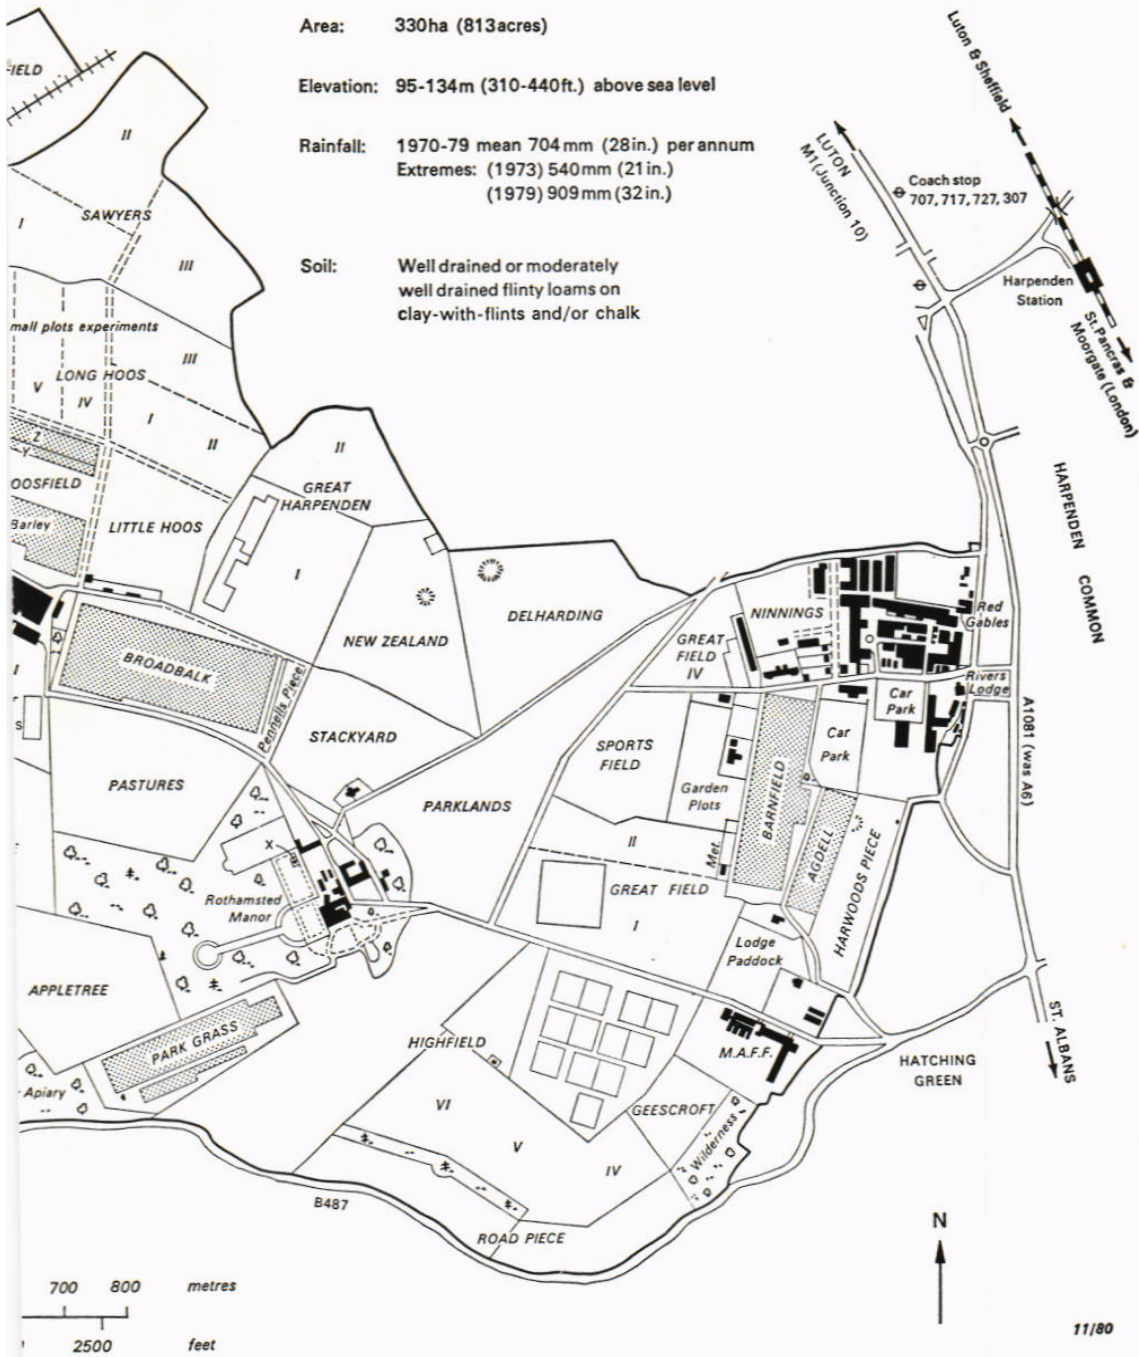 Area: 330ha (813acres)
Elevation: 95-134m (310-440ft.) above sea level
Rainfall: 1970-79 mean 704mm (28in.) per annum
Extremes: (1973) 540mm (21in.)
(1979) 909mm (32in.)
Soil: Well drained or moderately
well drained flinty loams on
clay-with-flints and/or chalk
Luton & Sheffield
LUTON
M1(Junction 10)
Coach stop
707, 717, 727, 307
Harpenden
Station
St.Pancras &
Moorgate (London)
HARPENDEN COMMON
IELD
II
SAWYERS
I
III
mall plots experiments
III
LONG HOOS
V
IV
I
II
Z
Y
OOSFIELD
Barley
LITTLE HOOS
II
GREAT
HARPENDEN
I
NEW ZEALAND
DELHARDING
BROADBALK
Pennells Piece
STACKYARD
PASTURES
PARKLANDS
I
S
GREAT
FIELD
IV
NINNINGS
Red
Gables
Rivers
Lodge
Car
Park
Car
Park
A1081 (was A6)
SPORTS
FIELD
Garden
Plots
BARNFIELD
AGDELL
HARWOODS PIECE
Met.
II
GREAT FIELD
I
Lodge
Paddock
X
Rothamsted
Manor
APPLETREE
PARK GRASS
Apiary
HIGHFIELD
M.A.F.F.
HATCHING
GREEN
ST. ALBANS
GEESCROFT
Wilderness
VI
V
IV
B487
ROAD PIECE
N
700 800 metres
2500 feet
11/80